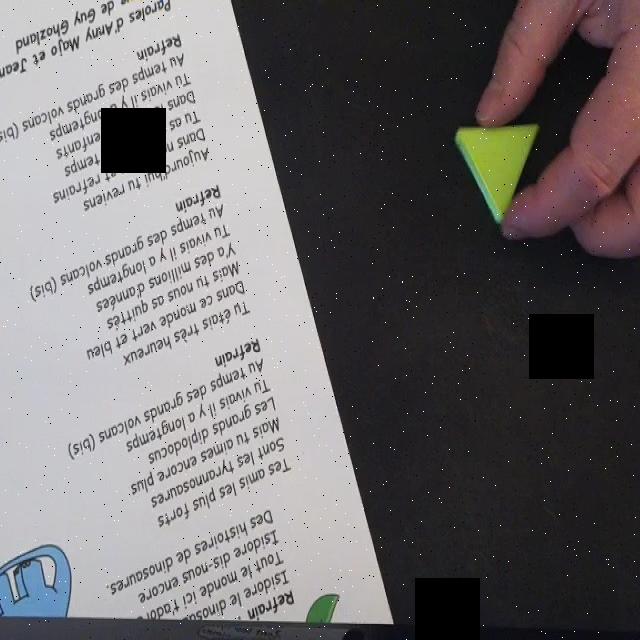 Refrain
Isidore le dinos
Tout le monde ici t'ador
Isidore dis-nous encore
Des histoires de dinosaures.
Tes amis les plus forts
Sont les tyrannosaures
Mais tu aimes encore plus
Les grands diplodocus
Tu vivais il y a longtemps
Au temps des grands volcans (bis)
Refrain
Tu étais très heureux
Dans ce monde vert et bleu
Mais tu nous as quittés
Y'a des millions d'années
Tu vivais il y a longtemps
Au Temps des grands volcans (bis)
Refrain
Aujourd'hui tu reviens
Dans refrains
Tu as temps
Dans enfants
Tu vivais il y longtemps
Au temps des grands volcans (bis)
Refrain
Paroles d'Anny Majo et Jean
de Guy Ghozland